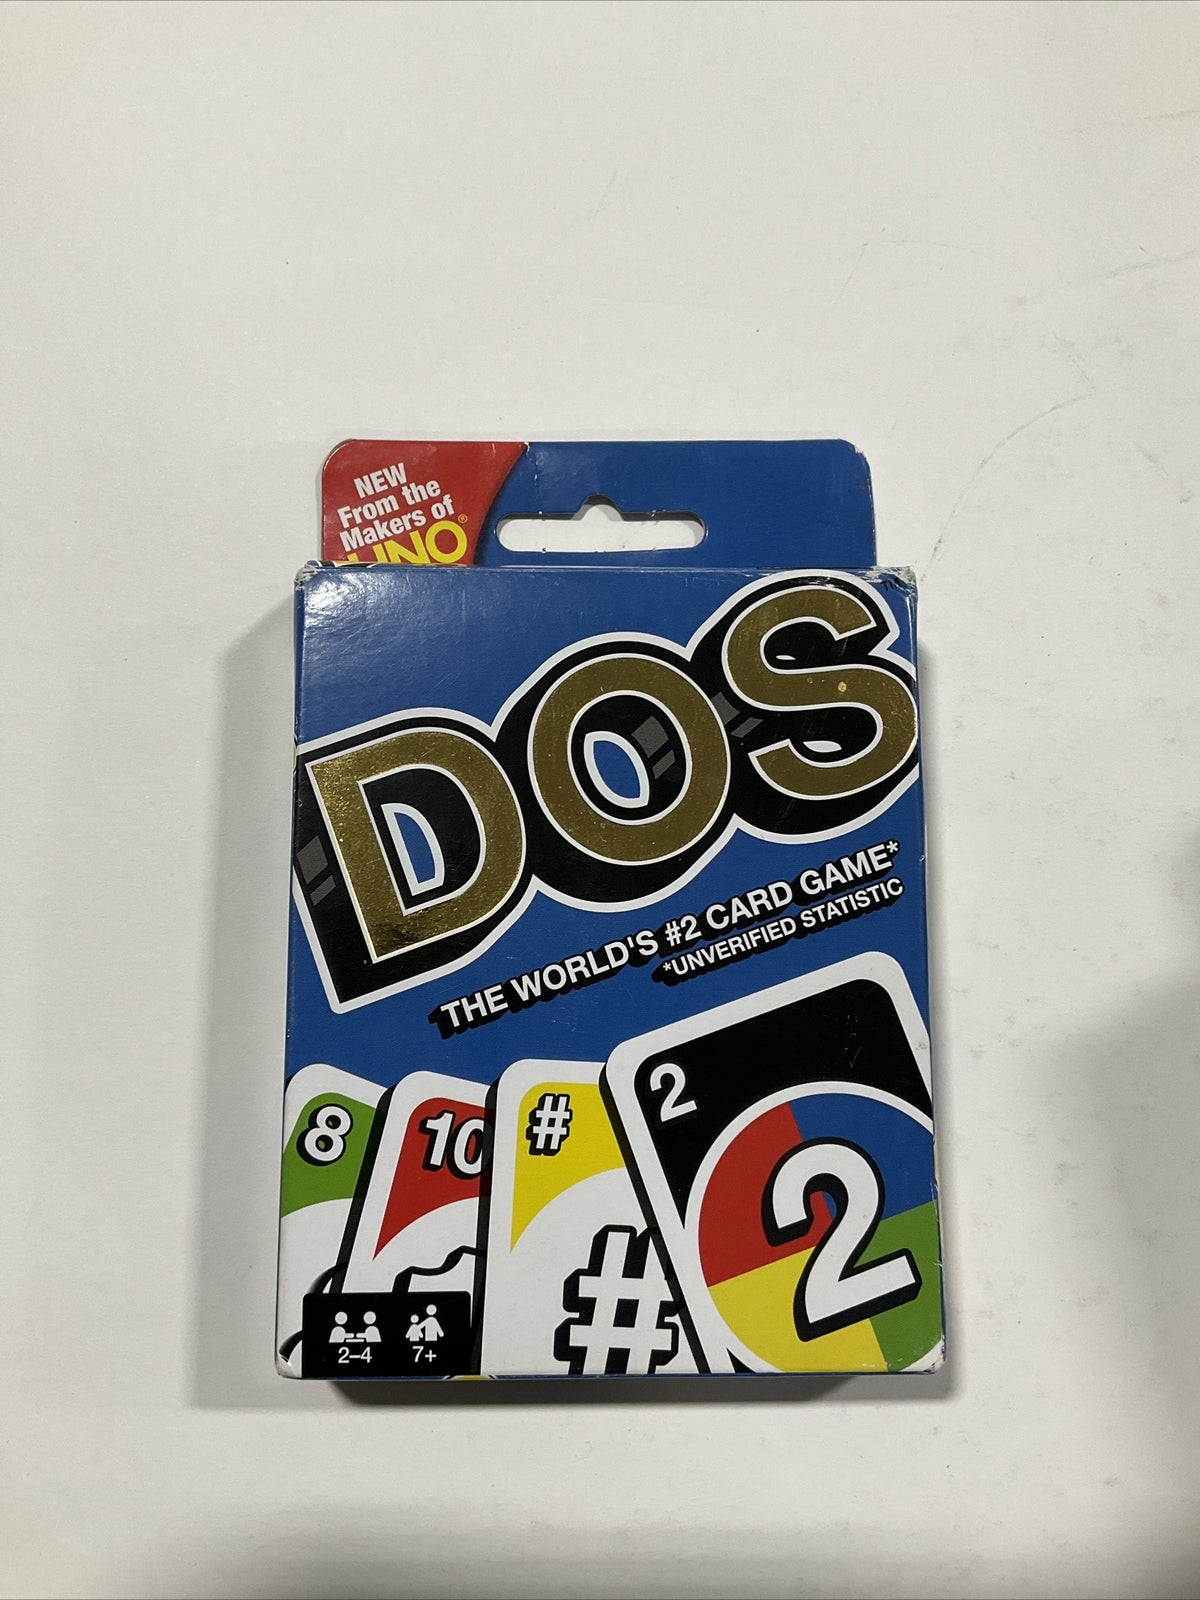 NEW
From the
Makers of
UNO®
DOS
THE WORLD'S #2 CARD GAME*
*UNVERIFIED STATISTIC
8
10
#
2
#
2
2–4
7+